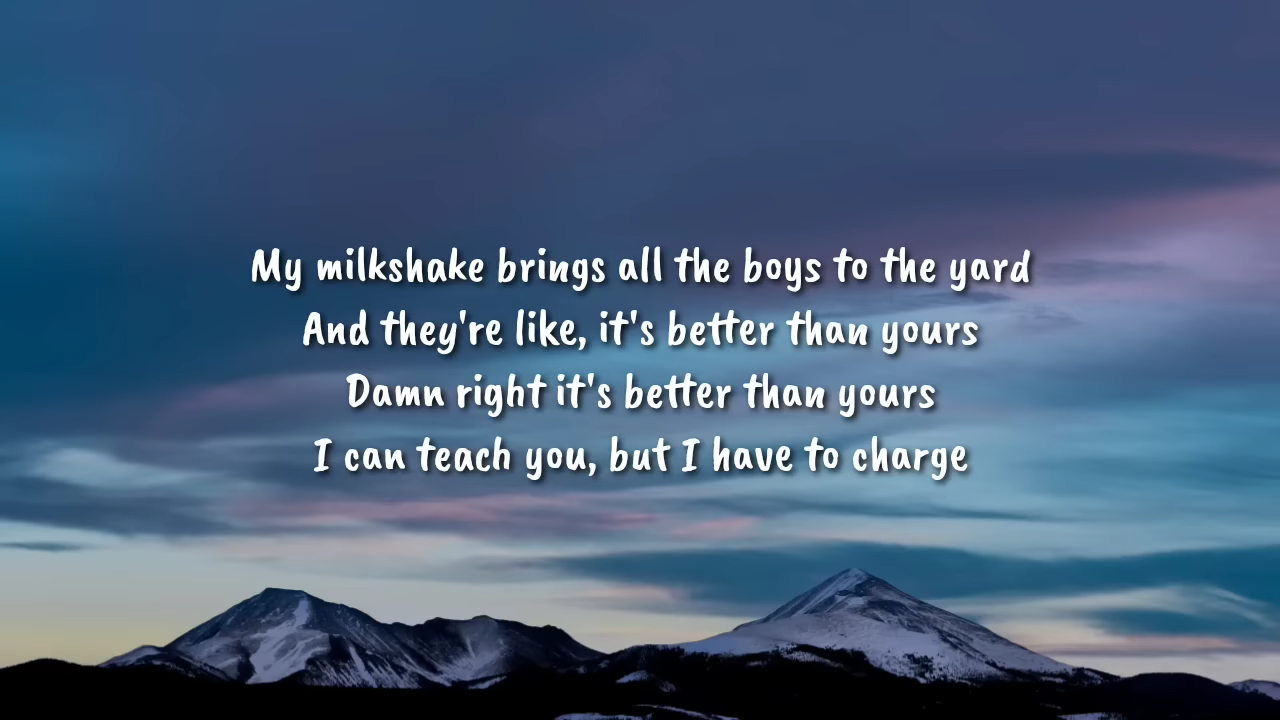 My milkshake brings all the boys to the yard
And they're like, it's better than yours
Damn right it's better than yours
I can teach you, but I have to charge